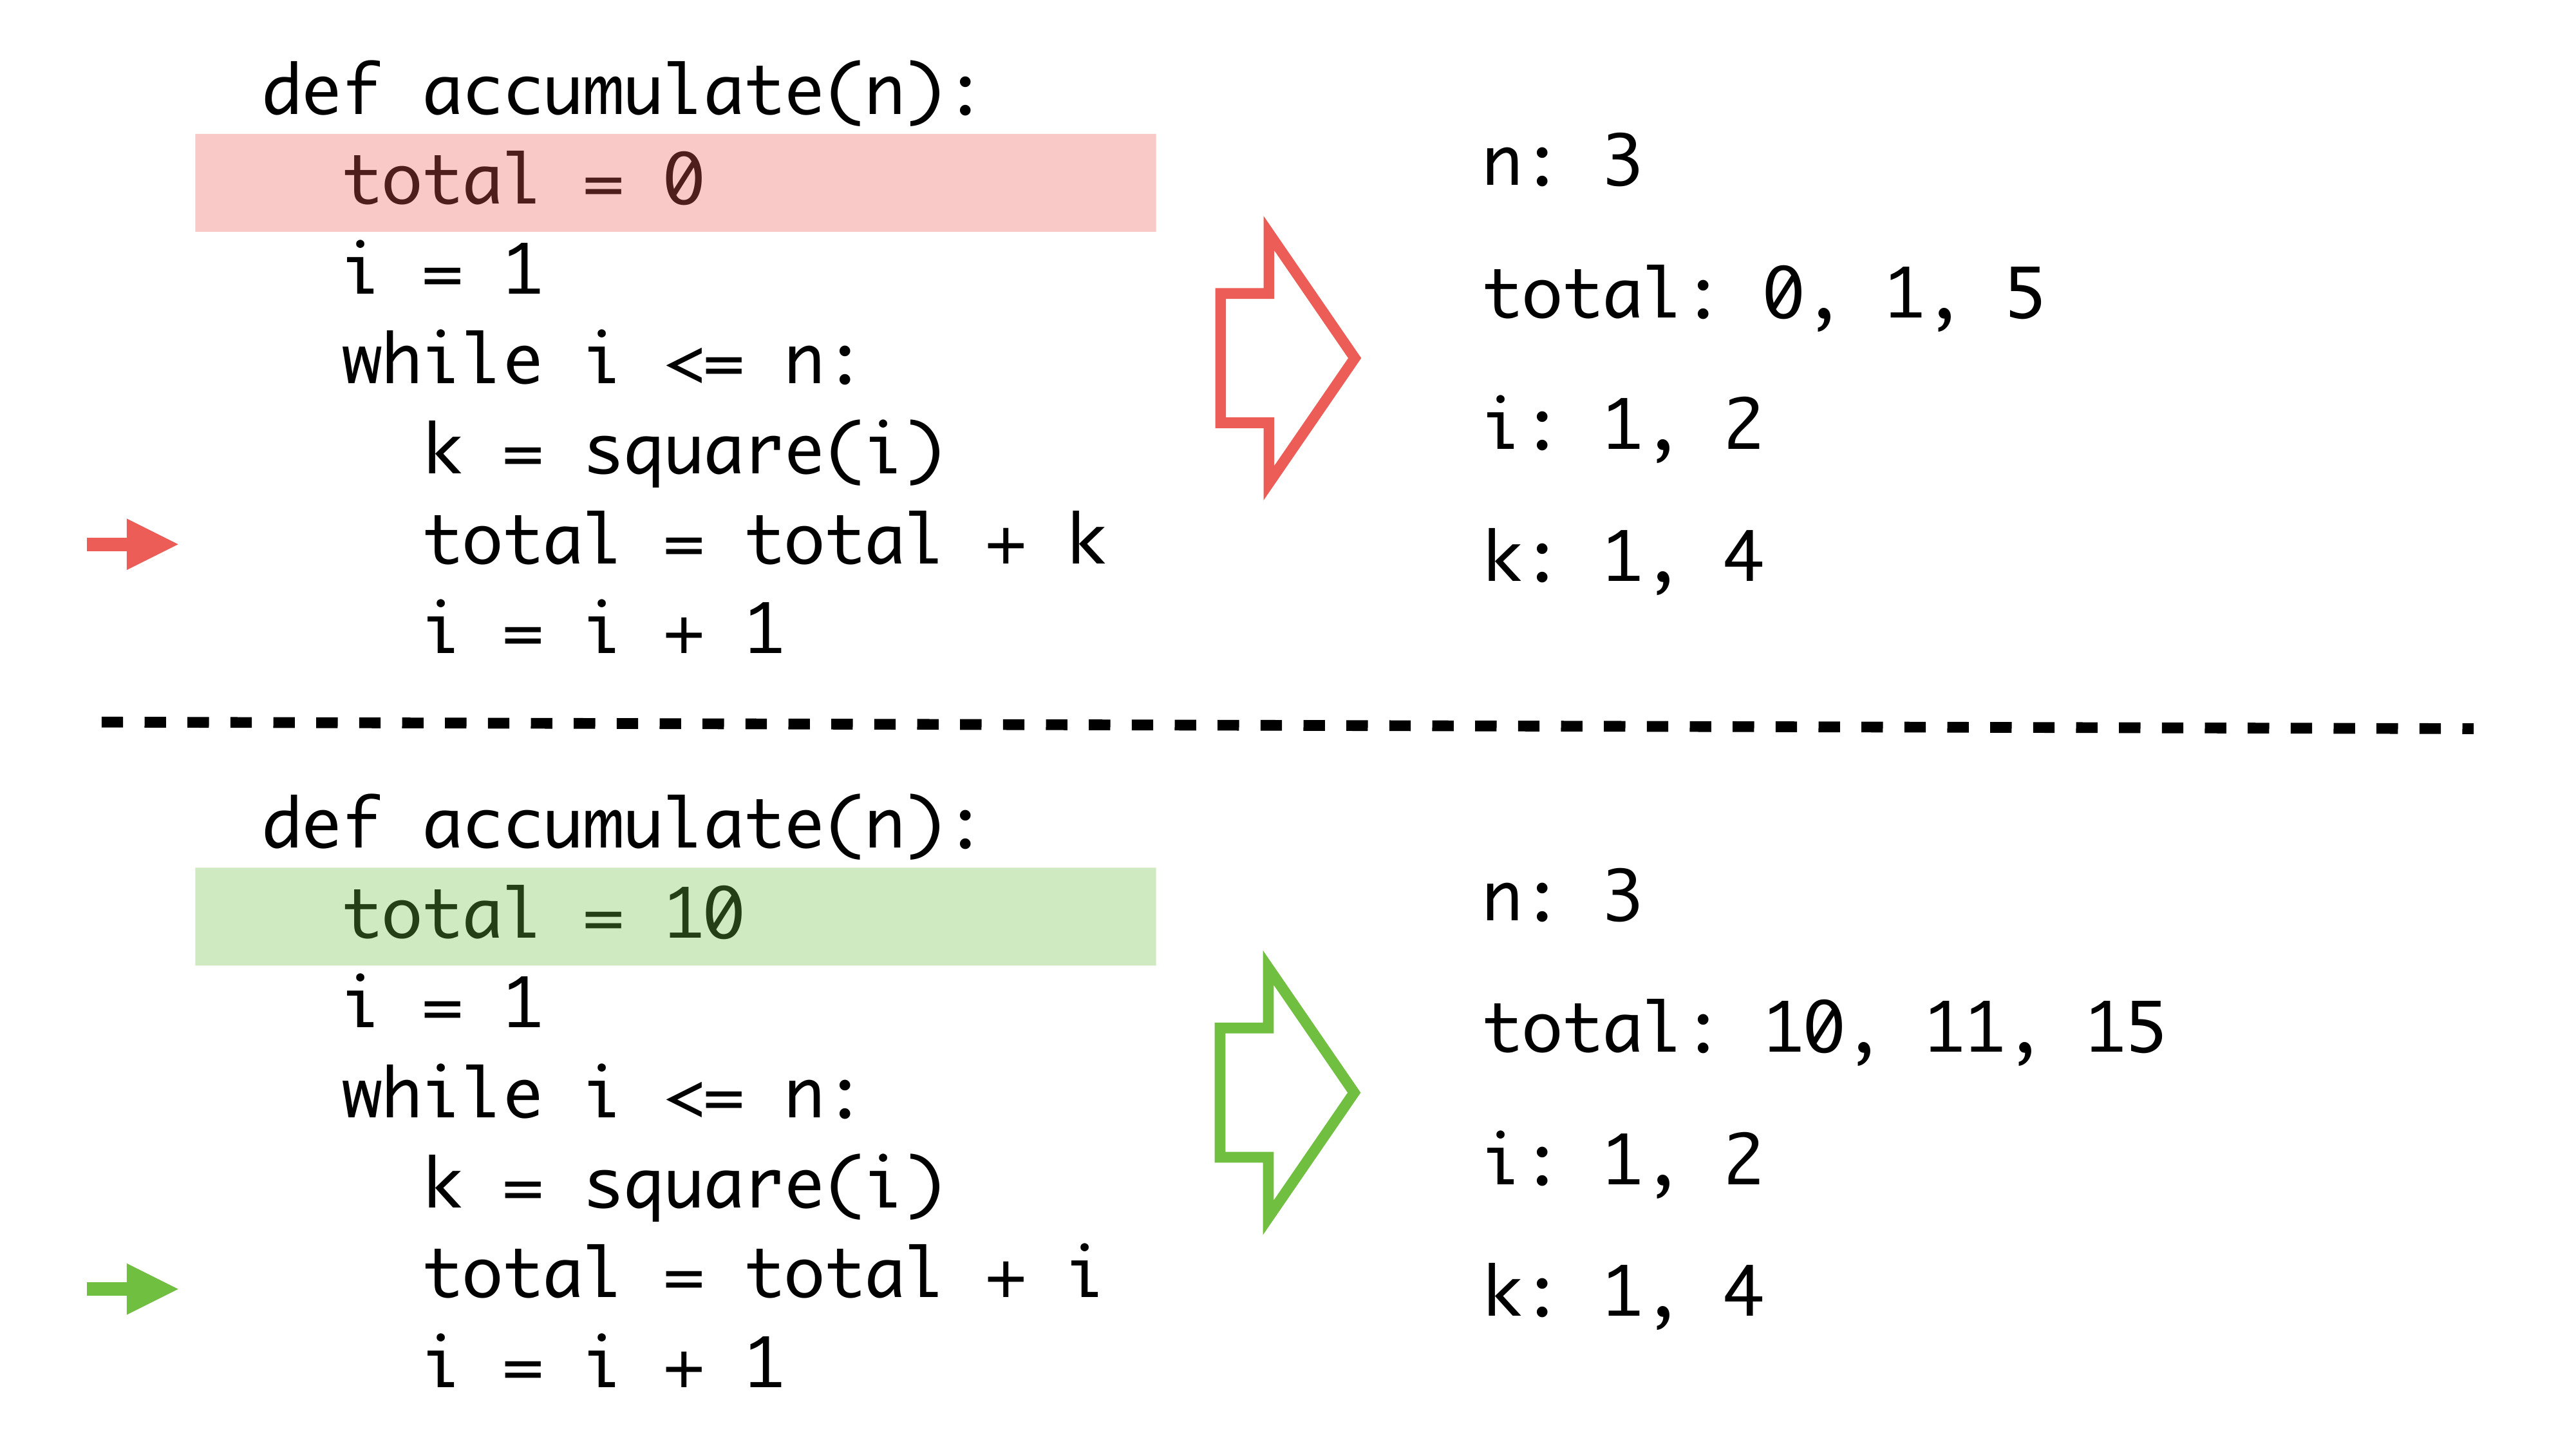 def accumulate(n):
total = 0
i = 1
while i <= n:
k = square(i)
total = total + k
i = i + 1
n: 3
total: 0, 1, 5
i: 1, 2
k: 1, 4
def accumulate(n):
total = 10
i = 1
while i <= n:
k = square(i)
total = total + i
i = i + 1
n: 3
total: 10, 11, 15
i: 1, 2
k: 1, 4